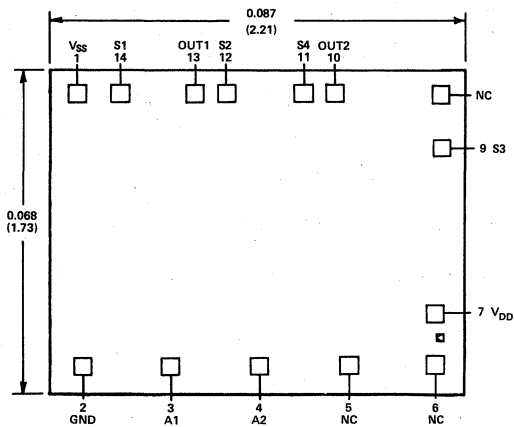 0.087
(2.21)
VSS S1 OUT1 S2 S4 OUT2
1 14 13 12 11 10
NC
9 S3
0.068
(1.73)
7 VDD
2 3 4 5 6
GND A1 A2 NC NC